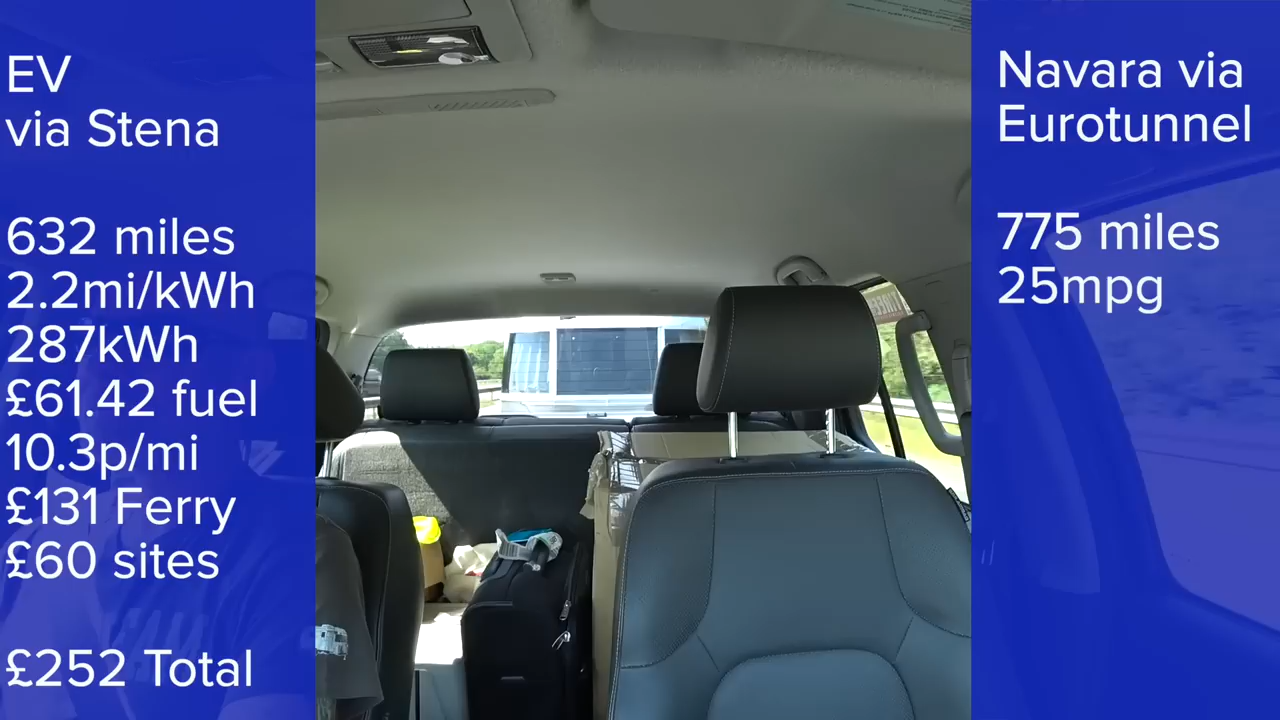 EV
via Stena
632 miles
2.2mi/kWh
287kWh
£61.42 fuel
10.3p/mi
£131 Ferry
£60 sites
£252 Total
Navara via
Eurotunnel
775 miles
25mpg